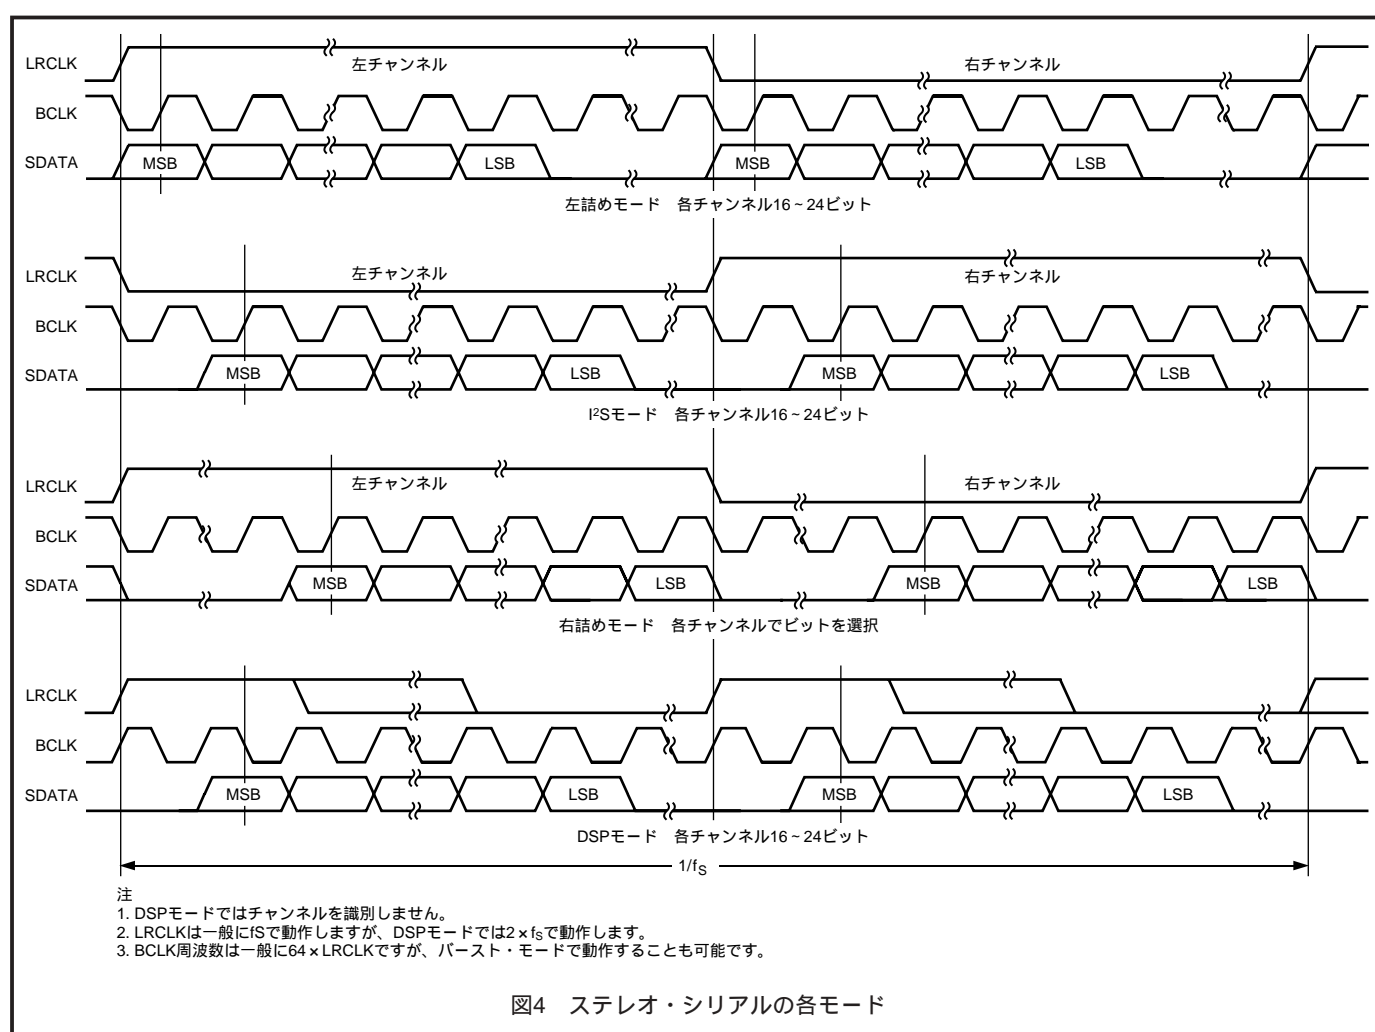 LRCLK 左チャンネル 右チャンネル
BCLK
SDATA MSB LSB MSB LSB
左詰めモード 各チャンネル16~24ビット
LRCLK 左チャンネル 右チャンネル
BCLK
SDATA MSB LSB MSB LSB
I²Sモード 各チャンネル16~24ビット
LRCLK 左チャンネル 右チャンネル
BCLK
SDATA MSB LSB MSB LSB
右詰めモード 各チャンネルでビットを選択
LRCLK
BCLK
SDATA MSB LSB MSB LSB
DSPモード 各チャンネル16~24ビット
1/fS
注
1. DSPモードではチャンネルを識別しません。
2. LRCLKは一般にfSで動作しますが、DSPモードでは2×fSで動作します。
3. BCLK周波数は一般に64×LRCLKですが、バースト・モードで動作することも可能です。
図4 ステレオ・シリアルの各モード